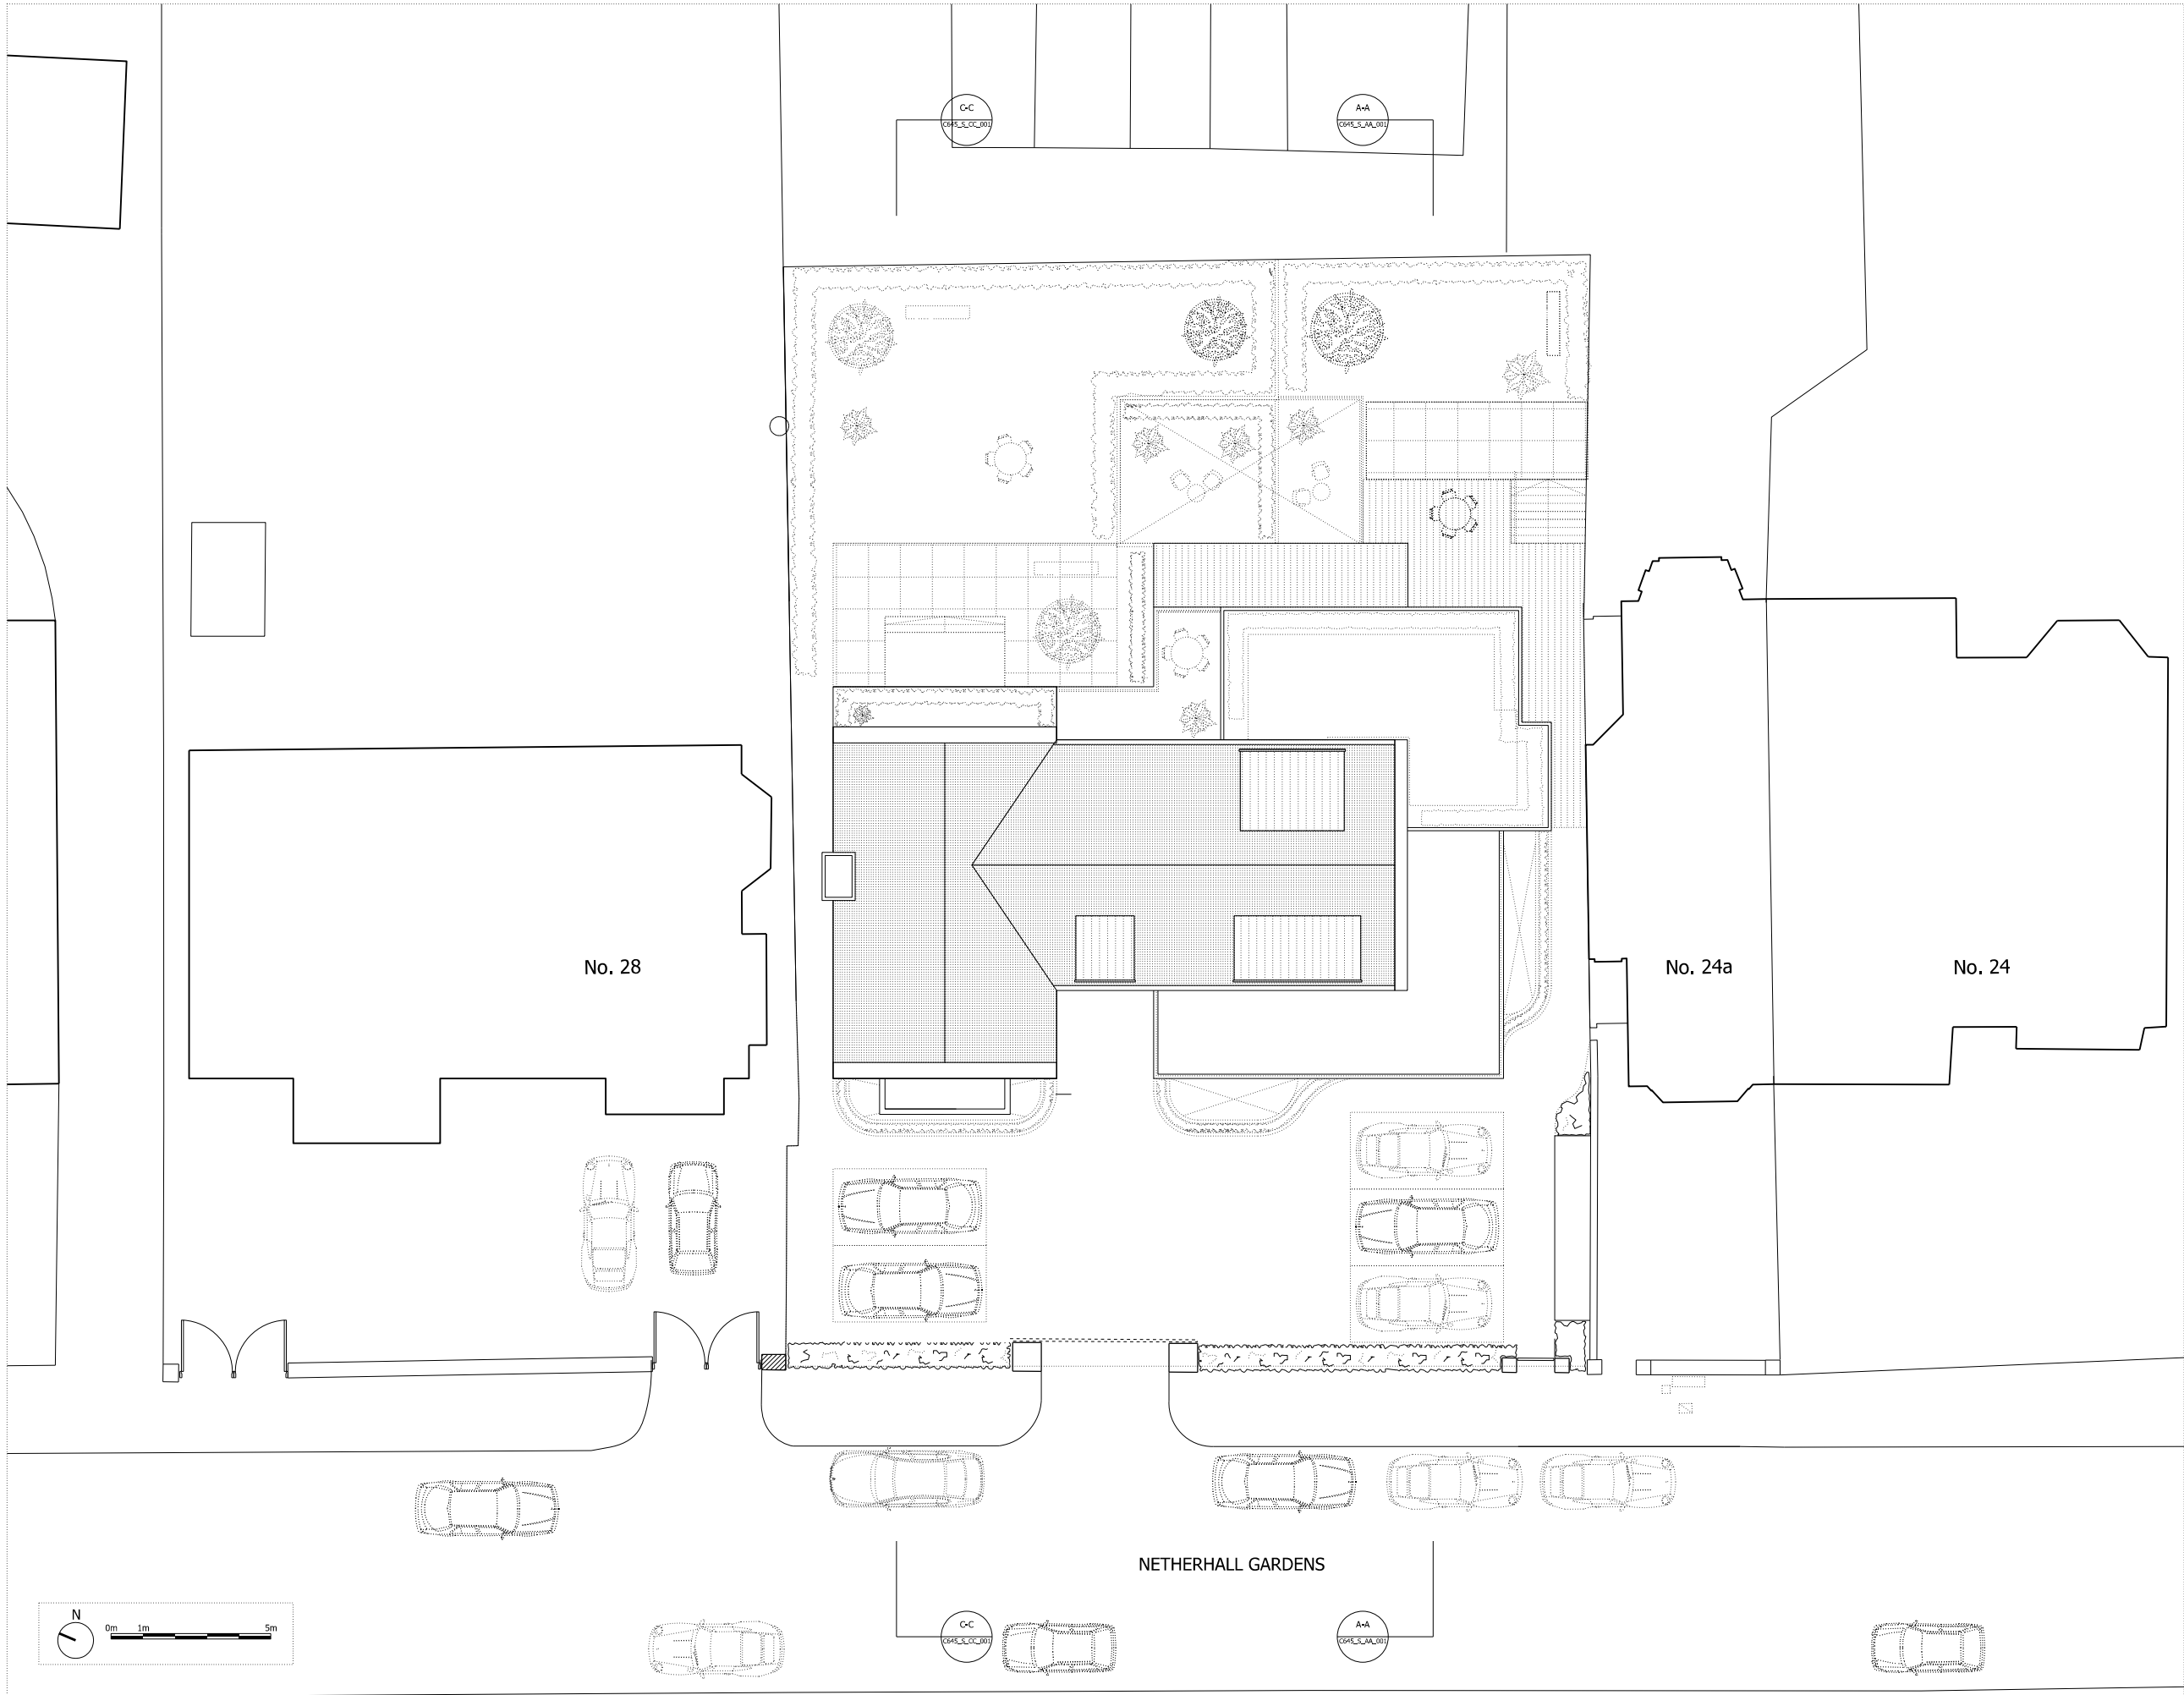 C-C
C645_S_CC_001
A-A
C645_S_AA_001
No. 28
No. 24a
No. 24
NETHERHALL GARDENS
N
0m 1m 5m
C-C
C645_S_CC_001
A-A
C645_S_AA_001